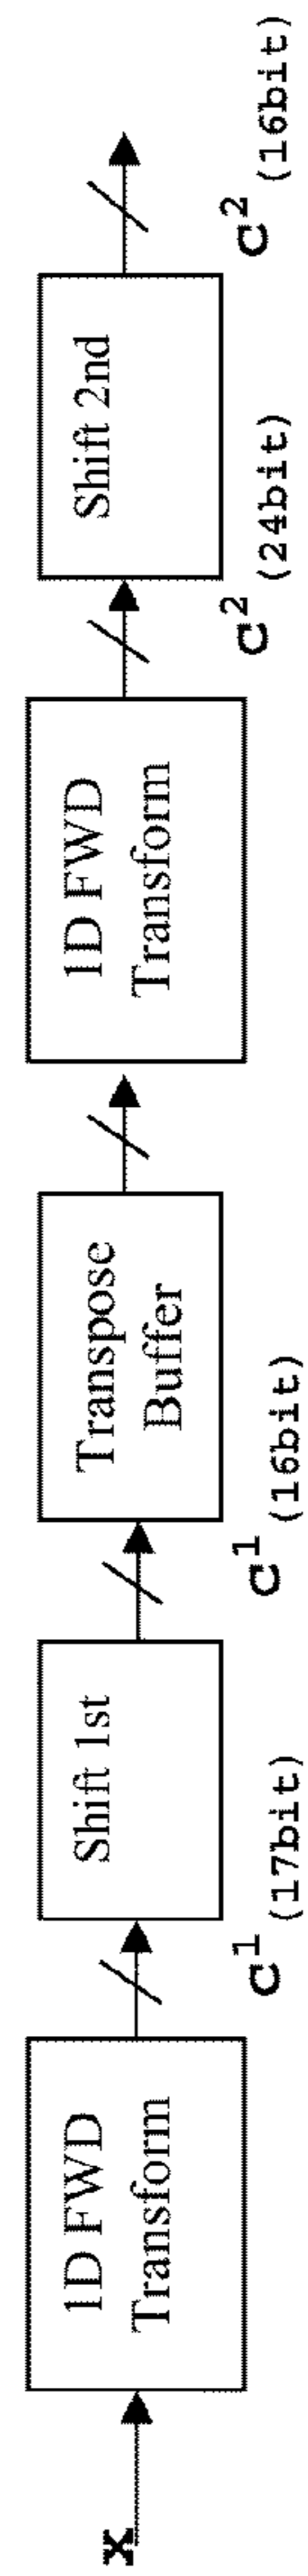 x
1D FWD
Transform
C¹
(17bit)
Shift 1st
C¹
(16bit)
Transpose
Buffer
1D FWD
Transform
C²
(24bit)
Shift 2nd
C²
(16bit)